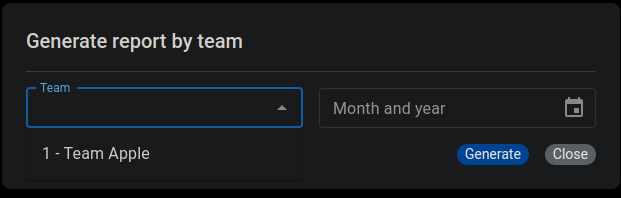 Generate report by team
Team
Month and year
1 - Team Apple
Generate
Close